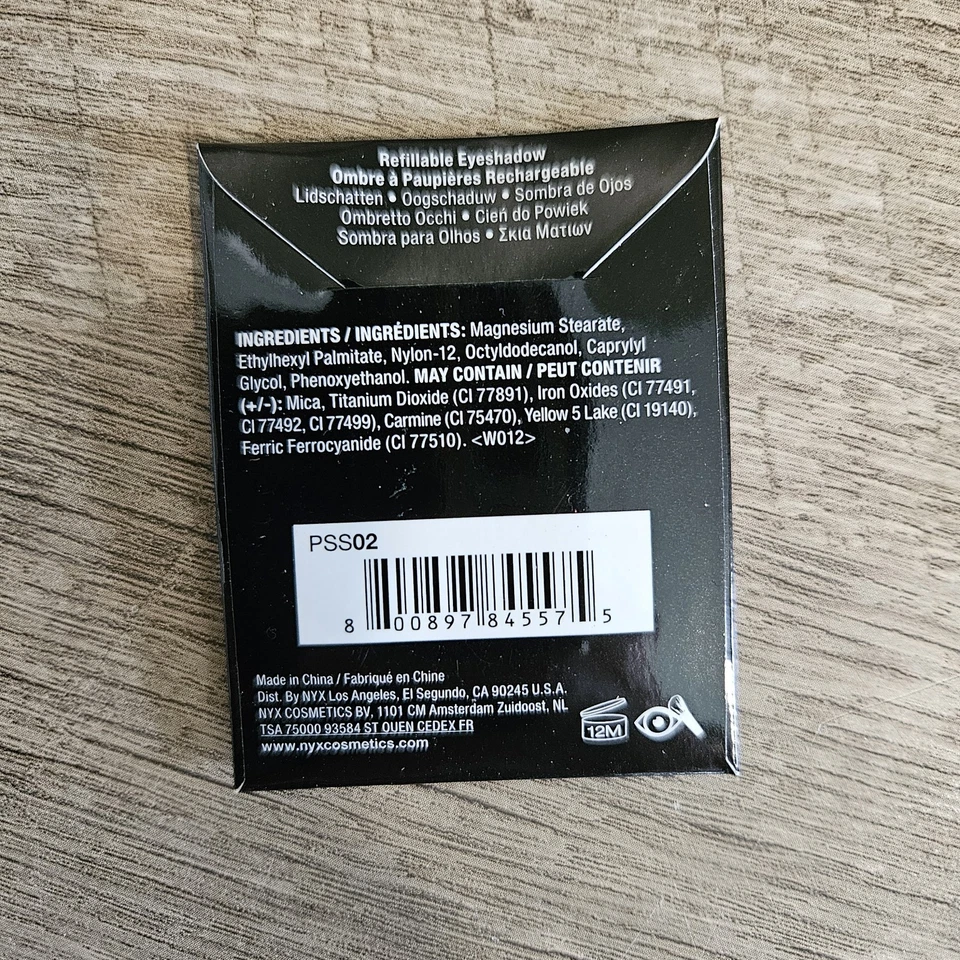 Refillable Eyeshadow
Ombre à Paupières Rechargeable
Lidschatten • Oogschaduw • Sombra de Ojos
Ombretto Occhi • Cień do Powiek
Sombra para Olhos • Σκια Ματιων
INGREDIENTS / INGRÉDIENTS: Magnesium Stearate,
Ethylhexyl Palmitate, Nylon-12, Octyldodecanol, Caprylyl
Glycol, Phenoxyethanol. MAY CONTAIN / PEUT CONTENIR
(+/-): Mica, Titanium Dioxide (CI 77891), Iron Oxides (CI 77491,
CI 77492, CI 77499), Carmine (CI 75470), Yellow 5 Lake (CI 19140),
Ferric Ferrocyanide (CI 77510). <W012>
PSS02
8 00897 84557 5
Made in China / Fabriqué en Chine
Dist. By NYX Los Angeles, El Segundo, CA 90245 U.S.A.
NYX COSMETICS BV, 1101 CM Amsterdam Zuidoost, NL
TSA 75000 93584 ST OUEN CEDEX FR
www.nyxcosmetics.com
12M